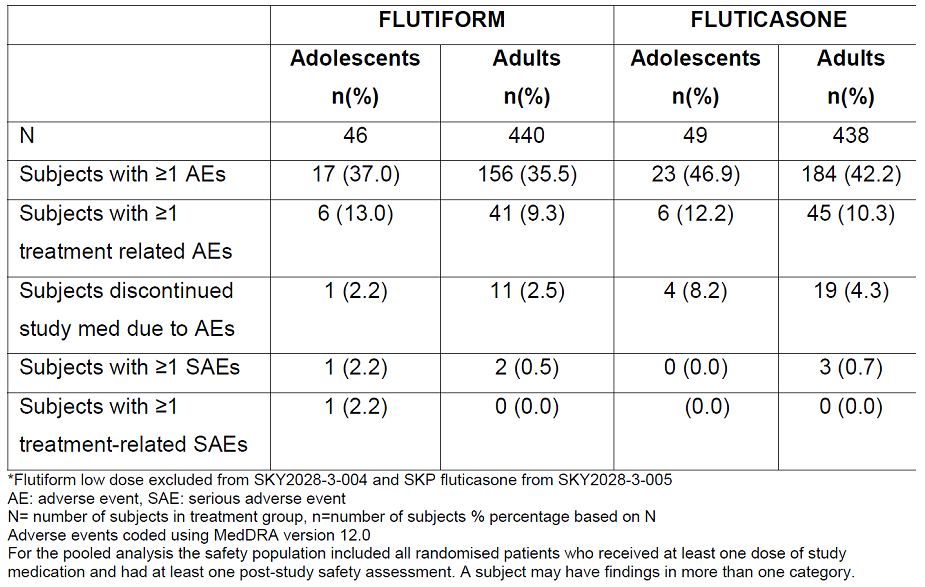 FLUTIFORM FLUTICASONE
Adolescents Adults Adolescents Adults
n(%) n(%) n(%) n(%)
N 46 440 49 438
Subjects with ≥1 AEs 17 (37.0) 156 (35.5) 23 (46.9) 184 (42.2)
Subjects with ≥1 6 (13.0) 41 (9.3) 6 (12.2) 45 (10.3)
treatment related AEs
Subjects discontinued 1 (2.2) 11 (2.5) 4 (8.2) 19 (4.3)
study med due to AEs
Subjects with ≥1 SAEs 1 (2.2) 2 (0.5) 0 (0.0) 3 (0.7)
Subjects with ≥1 1 (2.2) 0 (0.0) (0.0) 0 (0.0)
treatment-related SAEs
*Flutiform low dose excluded from SKY2028-3-004 and SKP fluticasone from SKY2028-3-005
AE: adverse event, SAE: serious adverse event
N= number of subjects in treatment group, n=number of subjects % percentage based on N
Adverse events coded using MedDRA version 12.0
For the pooled analysis the safety population included all randomised patients who received at least one dose of study
medication and had at least one post-study safety assessment. A subject may have findings in more than one category.